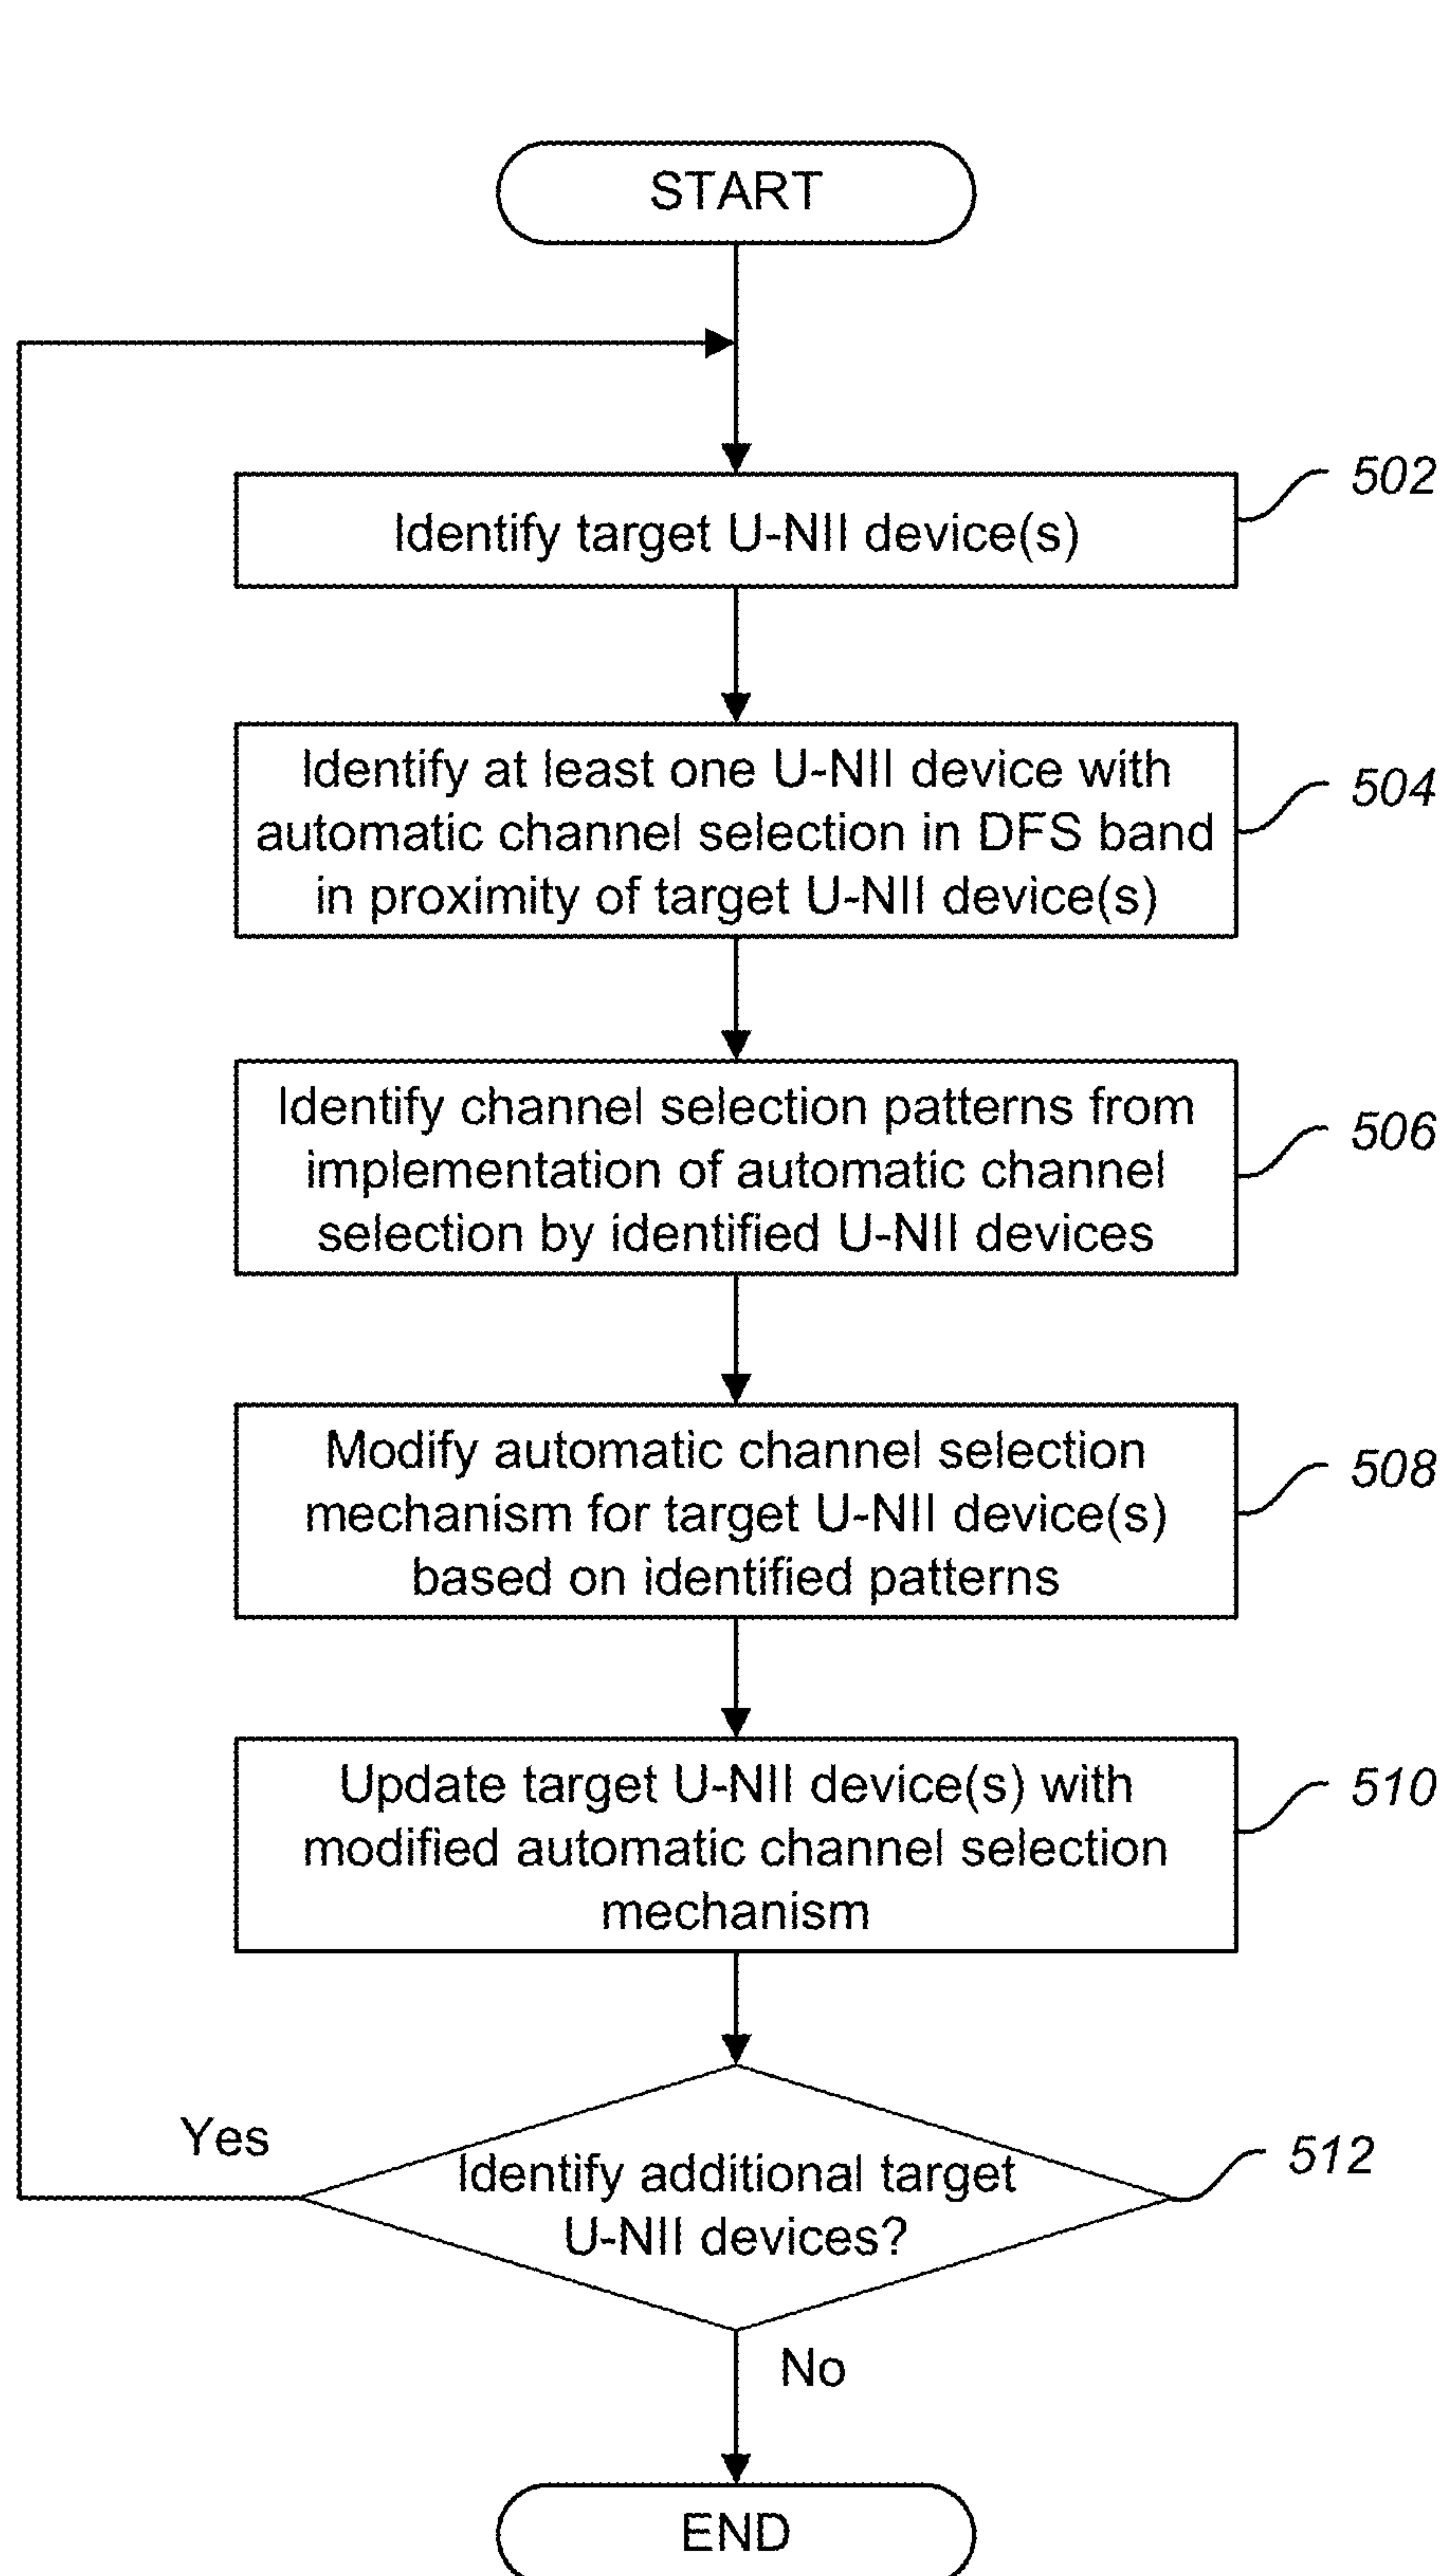 START
502
Identify target U-NII device(s)
Identify at least one U-NII device with
automatic channel selection in DFS band
in proximity of target U-NII device(s)
504
Identify channel selection patterns from
implementation of automatic channel
selection by identified U-NII devices
506
Modify automatic channel selection
mechanism for target U-NII device(s)
based on identified patterns
508
Update target U-NII device(s) with
modified automatic channel selection
mechanism
510
Yes
Identify additional target
U-NII devices?
512
No
END